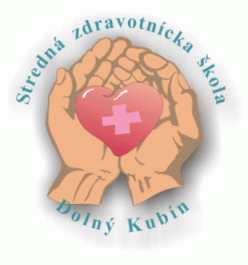 Stredná zdravotnícka škola
Dolný Kubín